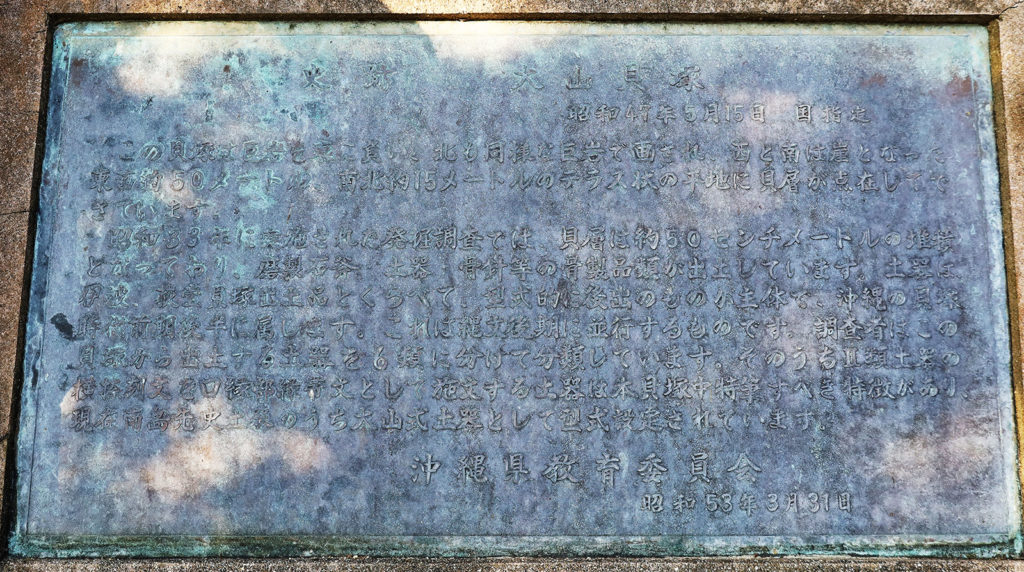 史跡 大山貝塚
昭和47年5月15日 国指定
この貝塚は巨岩を 負い、北も同様な巨岩で画され、西と南は崖となって
東西約50メートル、南北約15メートルのテラス状の平地に貝層が点在して
きています。
昭和33年に実施された発掘調査では、貝層は約50センチメートルの堆積
となっており、磨製石斧、土器、骨針等の骨製品類が出土しています。土器は
荻堂貝塚出土品とくらべて、型式的に後出のものが主体で、沖縄の貝塚
時代前期後半に属します。これは縄文後期に並行するものです。調査者はこの
貝塚から出土する土器を6類に分けて分類しています。そのうちⅡ類土器の
文を口縁部 文として施文する土器は本貝塚中特筆すべき特徴があり、
現在南島先史土器のうち大山式土器として型式設定されています。
沖縄県教育委員会
昭和53年3月31日